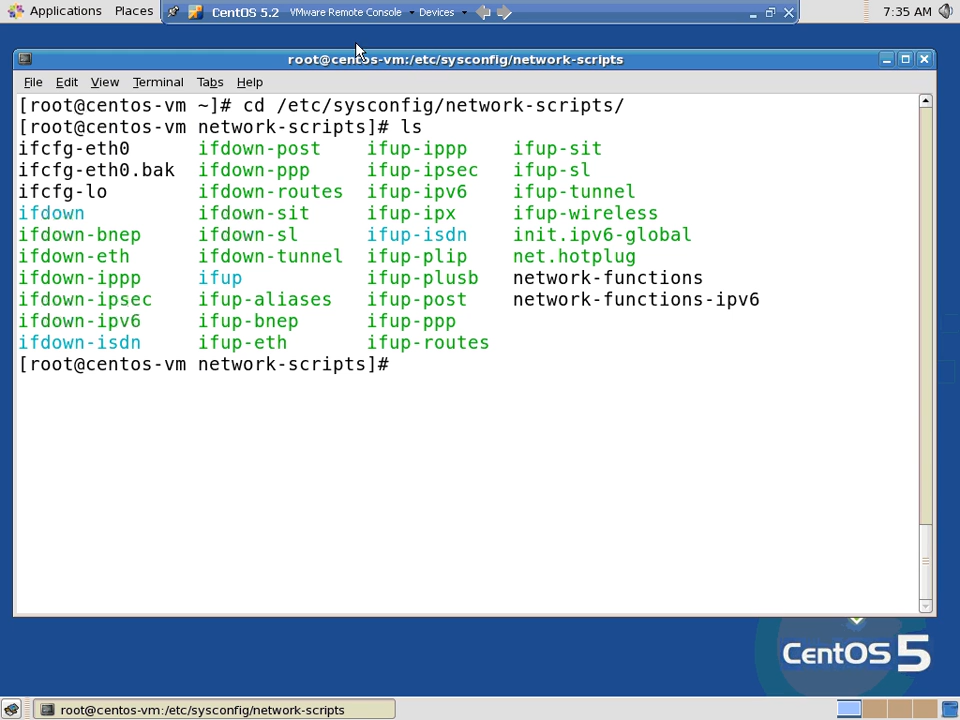 Applications Places CentOS 5.2 VMware Remote Console Devices 7:35 AM
root@centos-vm:/etc/sysconfig/network-scripts
File Edit View Terminal Tabs Help
[root@centos-vm ~]# cd /etc/sysconfig/network-scripts/
[root@centos-vm network-scripts]# ls
ifcfg-eth0 ifdown-post ifup-ippp ifup-sit
ifcfg-eth0.bak ifdown-ppp ifup-ipsec ifup-sl
ifcfg-lo ifdown-routes ifup-ipv6 ifup-tunnel
ifdown ifdown-sit ifup-ipx ifup-wireless
ifdown-bnep ifdown-sl ifup-isdn init.ipv6-global
ifdown-eth ifdown-tunnel ifup-plip net.hotplug
ifdown-ippp ifup ifup-plusb network-functions
ifdown-ipsec ifup-aliases ifup-post network-functions-ipv6
ifdown-ipv6 ifup-bnep ifup-ppp
ifdown-isdn ifup-eth ifup-routes
[root@centos-vm network-scripts]#
CentOS 5
root@centos-vm:/etc/sysconfig/network-scripts